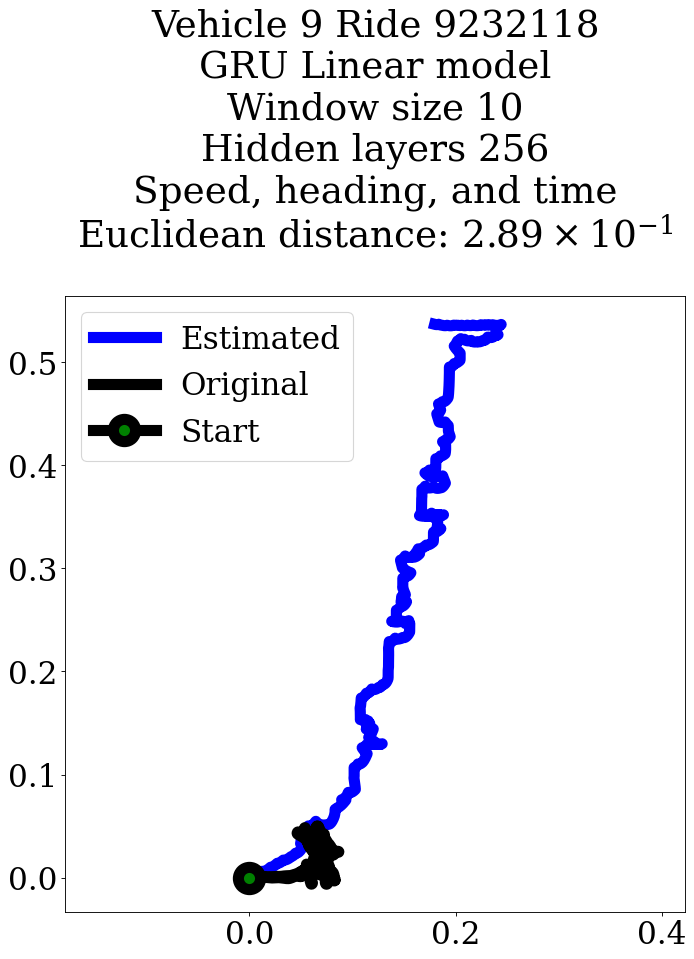 Vehicle 9 Ride 9232118
GRU Linear model
Window size 10
Hidden layers 256
Speed, heading, and time
Euclidean distance: 2.89 × 10⁻¹
Estimated
Original
Start
0.5
0.4
0.3
0.2
0.1
0.0
0.0 0.2 0.4